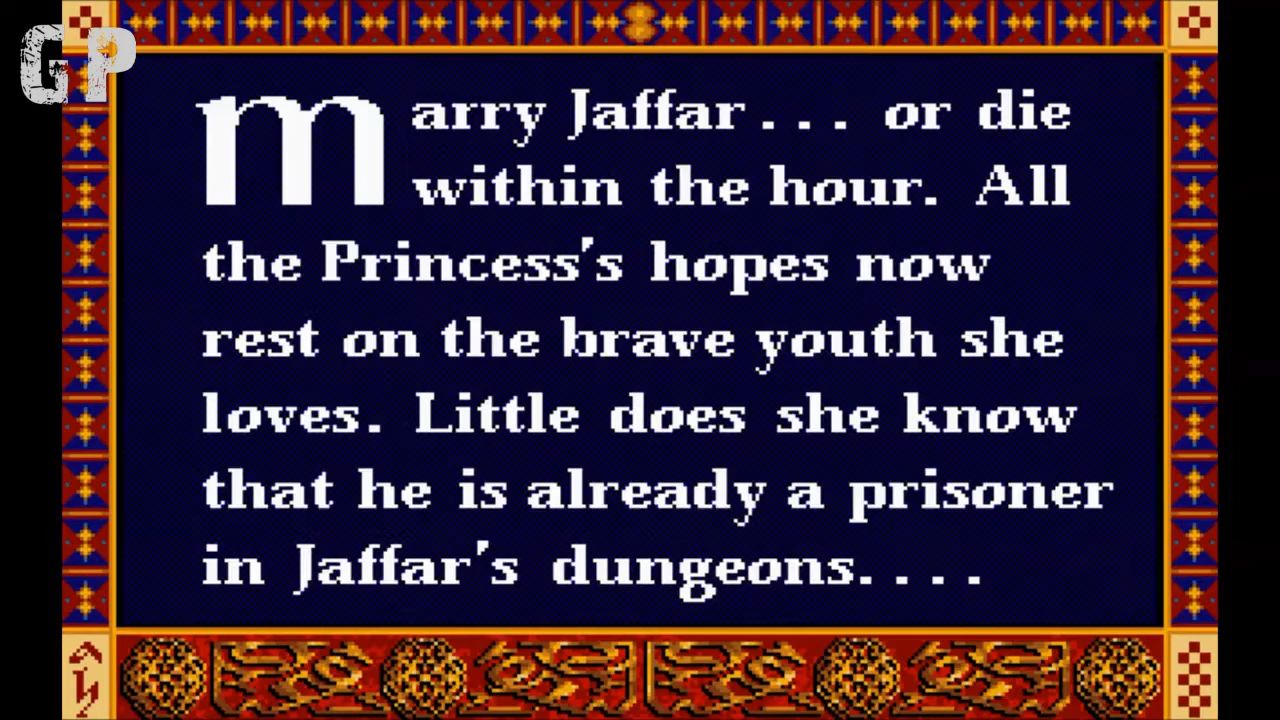 GP
Marry Jaffar... or die
within the hour. All
the Princess's hopes now
rest on the brave youth she
loves. Little does she know
that he is already a prisoner
in Jaffar's dungeons....